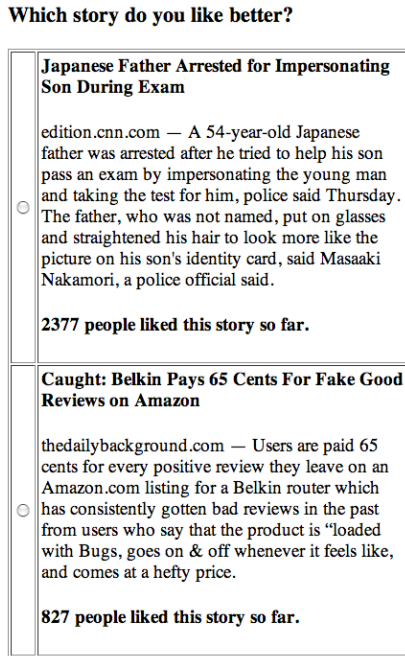 Which story do you like better?
Japanese Father Arrested for Impersonating
Son During Exam
edition.cnn.com — A 54-year-old Japanese
father was arrested after he tried to help his son
pass an exam by impersonating the young man
and taking the test for him, police said Thursday.
The father, who was not named, put on glasses
and straightened his hair to look more like the
picture on his son's identity card, said Masaaki
Nakamori, a police official said.
2377 people liked this story so far.
Caught: Belkin Pays 65 Cents For Fake Good
Reviews on Amazon
thedailybackground.com — Users are paid 65
cents for every positive review they leave on an
Amazon.com listing for a Belkin router which
has consistently gotten bad reviews in the past
from users who say that the product is “loaded
with Bugs, goes on & off whenever it feels like,
and comes at a hefty price.
827 people liked this story so far.